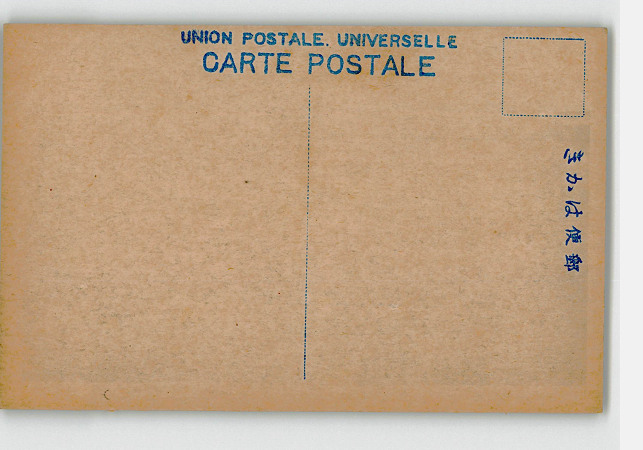 UNION POSTALE. UNIVERSELLE
CARTE POSTALE
きかは便郵